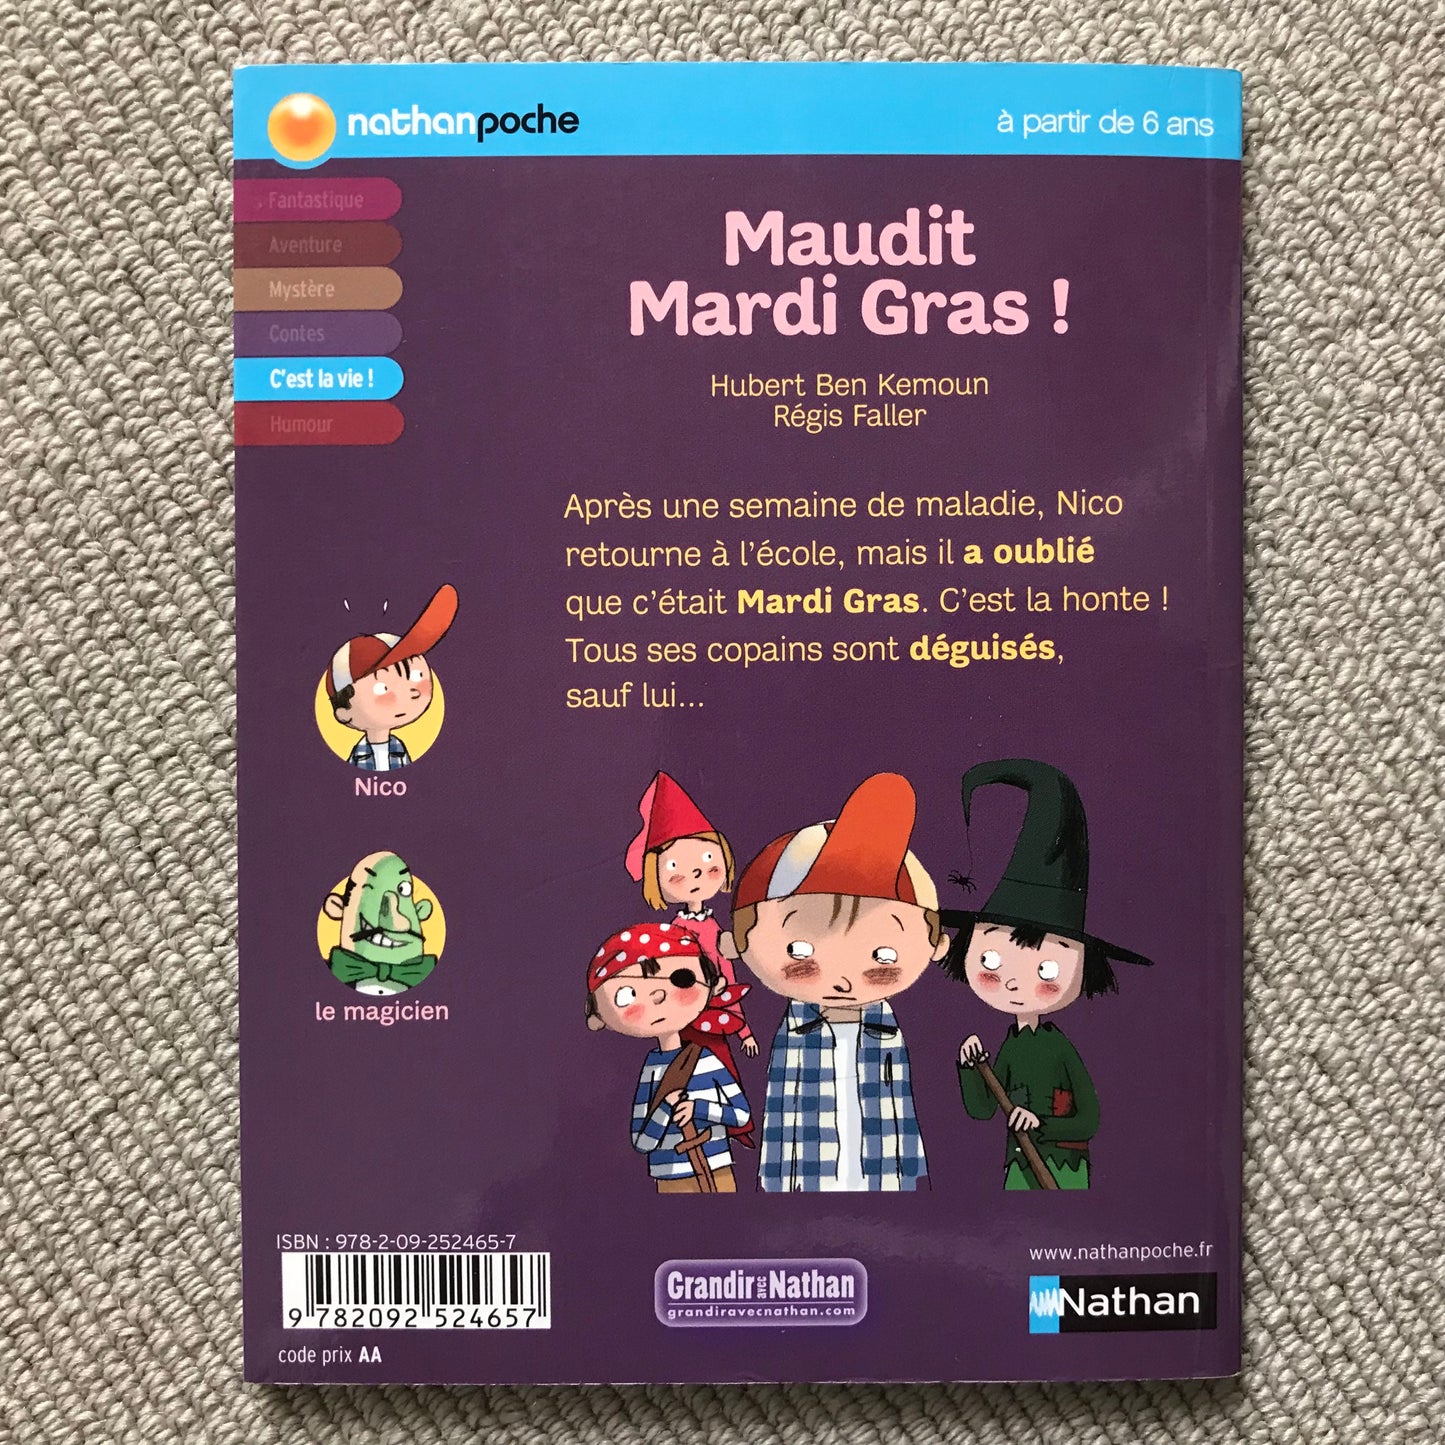 nathanpoche
à partir de 6 ans
Fantastique
Aventure
Mystère
Contes
C'est la vie !
Humour
Maudit
Mardi Gras !
Hubert Ben Kemoun
Régis Faller
Après une semaine de maladie, Nico
retourne à l'école, mais il a oublié
que c'était Mardi Gras. C'est la honte !
Tous ses copains sont déguisés,
sauf lui...
Nico
le magicien
ISBN : 978-2-09-252465-7
9 782092 524657
code prix AA
Grandir avec Nathan
grandiravecnathan.com
www.nathanpoche.fr
Nathan